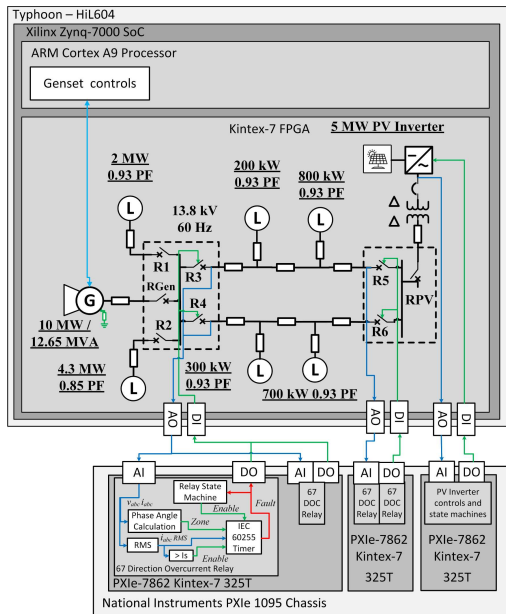 Typhoon – HiL604
Xilinx Zynq-7000 SoC
ARM Cortex A9 Processor
Genset controls
Kintex-7 FPGA
5 MW PV Inverter
2 MW
0.93 PF
200 kW
0.93 PF
800 kW
0.93 PF
L
L
L
13.8 kV
60 Hz
Δ
Δ
R1
R3
R5
RPV
RGen
G
R4
R2
R6
10 MW /
12.65 MVA
4.3 MW
0.85 PF
L
300 kW
0.93 PF
L
L
700 kW 0.93 PF
AO
DI
AO
DI
AO
DI
AI
DO
AI
DO
AI
DO
AI
DO
Relay State
Machine
Fault
vabc iabc
Enable
Phase Angle
Calculation
Zone
IEC
60255
Timer
RMS
iabc RMS
> Is
Enable
67 Direction Overcurrent Relay
67
DOC
Relay
67
DOC
Relay
67
DOC
Relay
PV Inverter
controls and
state machines
PXIe-7862 Kintex-7 325T
PXIe-7862
Kintex-7
325T
PXIe-7862
Kintex-7
325T
National Instruments PXIe 1095 Chassis